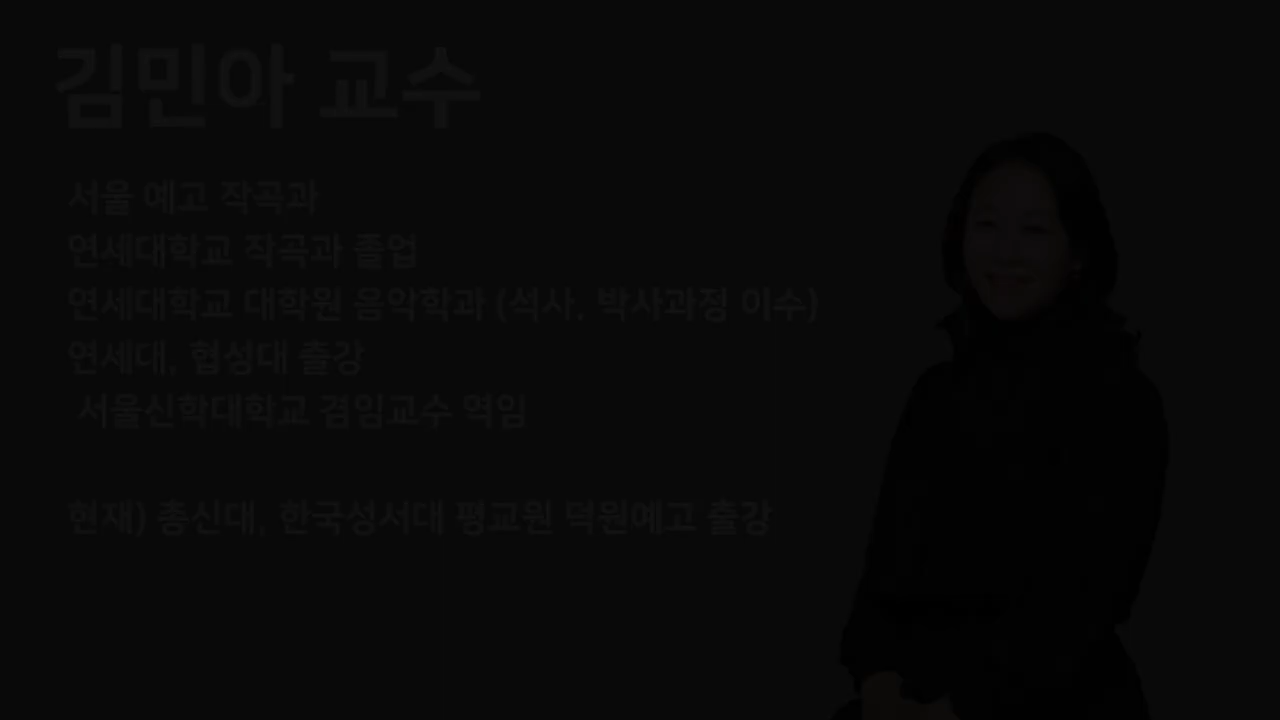 김민아 교수
서울 예고 작곡과
연세대학교 작곡과 졸업
연세대학교 대학원 음악학과 (석사, 박사과정 이수)
연세대, 협성대 출강
서울신학대학교 겸임교수 역임
현재) 총신대, 한국성서대 평교원 덕원예고 출강